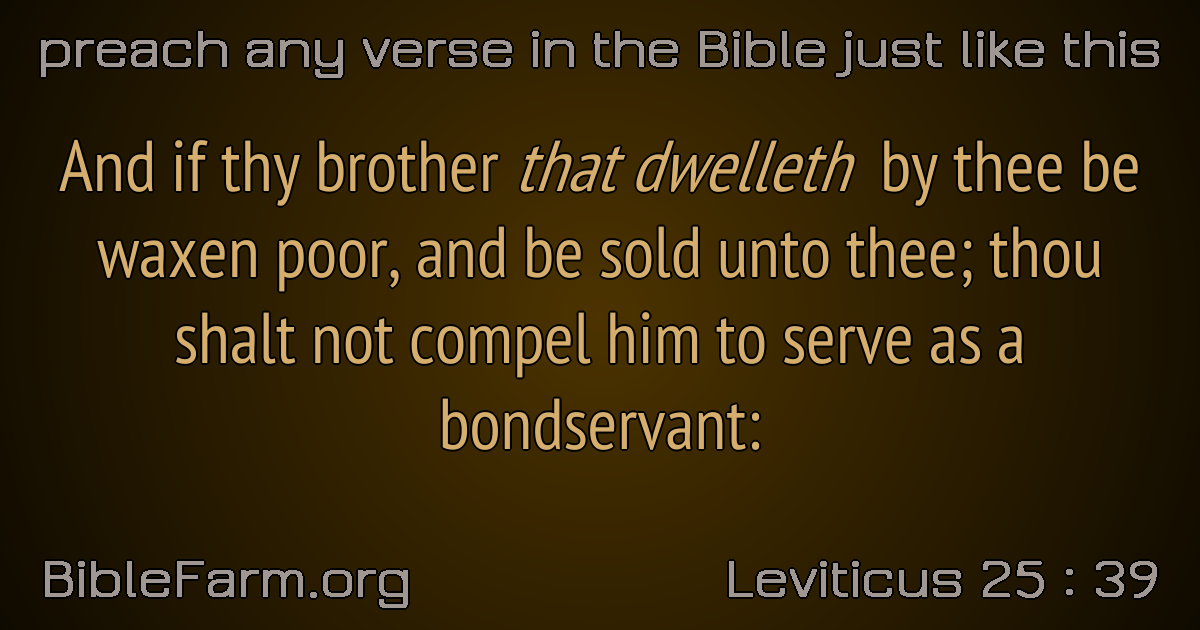 preach any verse in the Bible just like this
And if thy brother that dwelleth by thee be
waxen poor, and be sold unto thee; thou
shalt not compel him to serve as a
bondservant:
BibleFarm.org
Leviticus 25 : 39